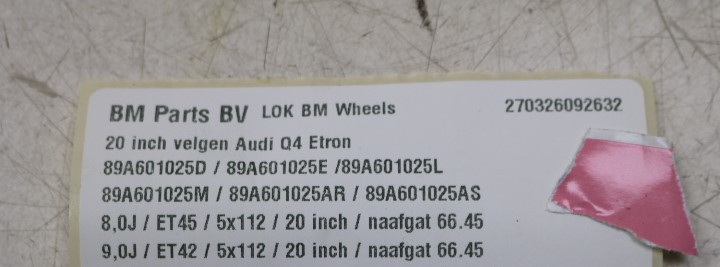 BM Parts BV LOK BM Wheels 270326092632
20 inch velgen Audi Q4 Etron
89A601025D / 89A601025E /89A601025L
89A601025M / 89A601025AR / 89A601025AS
8,0J / ET45 / 5x112 / 20 inch / naafgat 66.45
9,0J / ET42 / 5x112 / 20 inch / naafgat 66.45